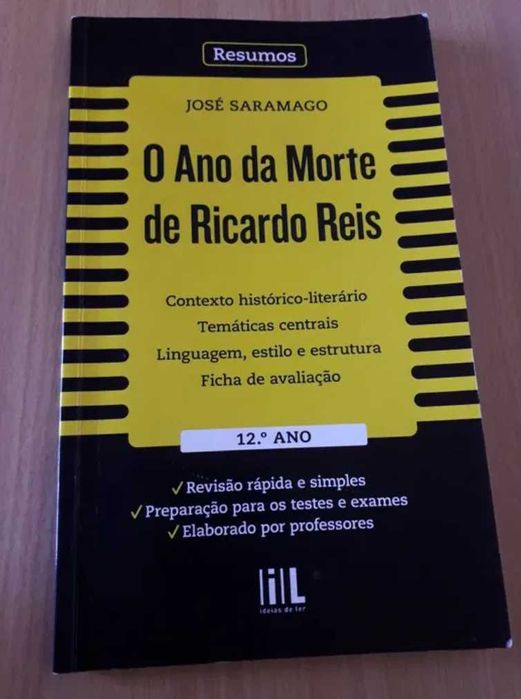 Resumos
JOSÉ SARAMAGO
O Ano da Morte
de Ricardo Reis
Contexto histórico-literário
Temáticas centrais
Linguagem, estilo e estrutura
Ficha de avaliação
12.º ANO
✓Revisão rápida e simples
✓Preparação para os testes e exames
✓Elaborado por professores
iL
ideias de ler